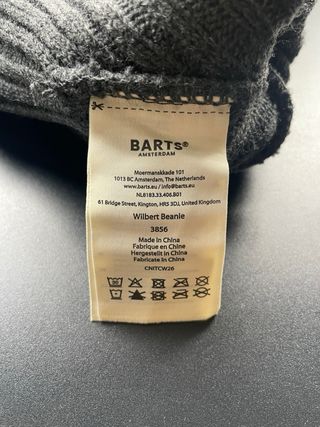 BARTS®
AMSTERDAM
Moermanskkade 101
1013 BC Amsterdam, The Netherlands
www.barts.eu / info@barts.eu
NL8183.33.406.B01
61 Bridge Street, Kington, HR5 3DJ, United Kingdom
Wilbert Beanie
3856
Made in China
Fabrique en Chine
Hergestellt in China
Fabricate in China
CNITCW26